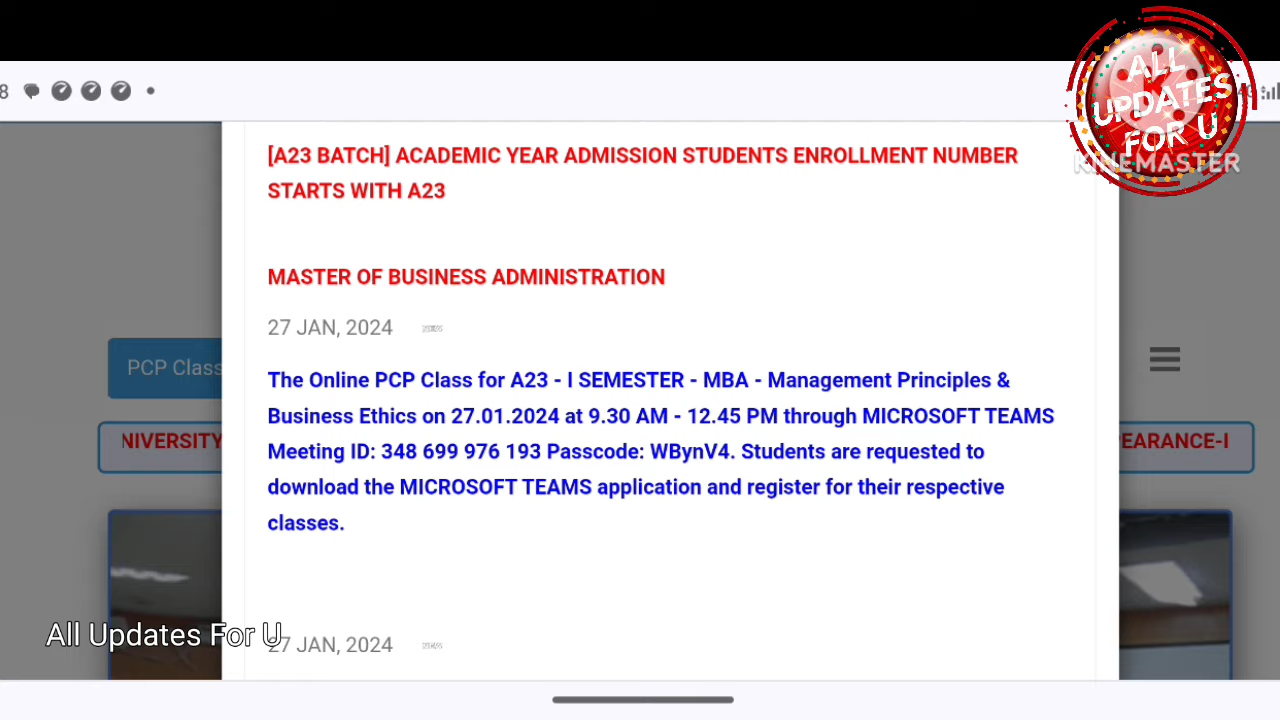 8
ALL
UPDATES
FOR U
KINEMASTER
[A23 BATCH] ACADEMIC YEAR ADMISSION STUDENTS ENROLLMENT NUMBER
STARTS WITH A23
MASTER OF BUSINESS ADMINISTRATION
27 JAN, 2024
PCP Class
The Online PCP Class for A23 - I SEMESTER - MBA - Management Principles &
Business Ethics on 27.01.2024 at 9.30 AM - 12.45 PM through MICROSOFT TEAMS
NIVERSITY
PEARANCE-I
Meeting ID: 348 699 976 193 Passcode: WBynV4. Students are requested to
download the MICROSOFT TEAMS application and register for their respective
classes.
All Updates For U
27 JAN, 2024